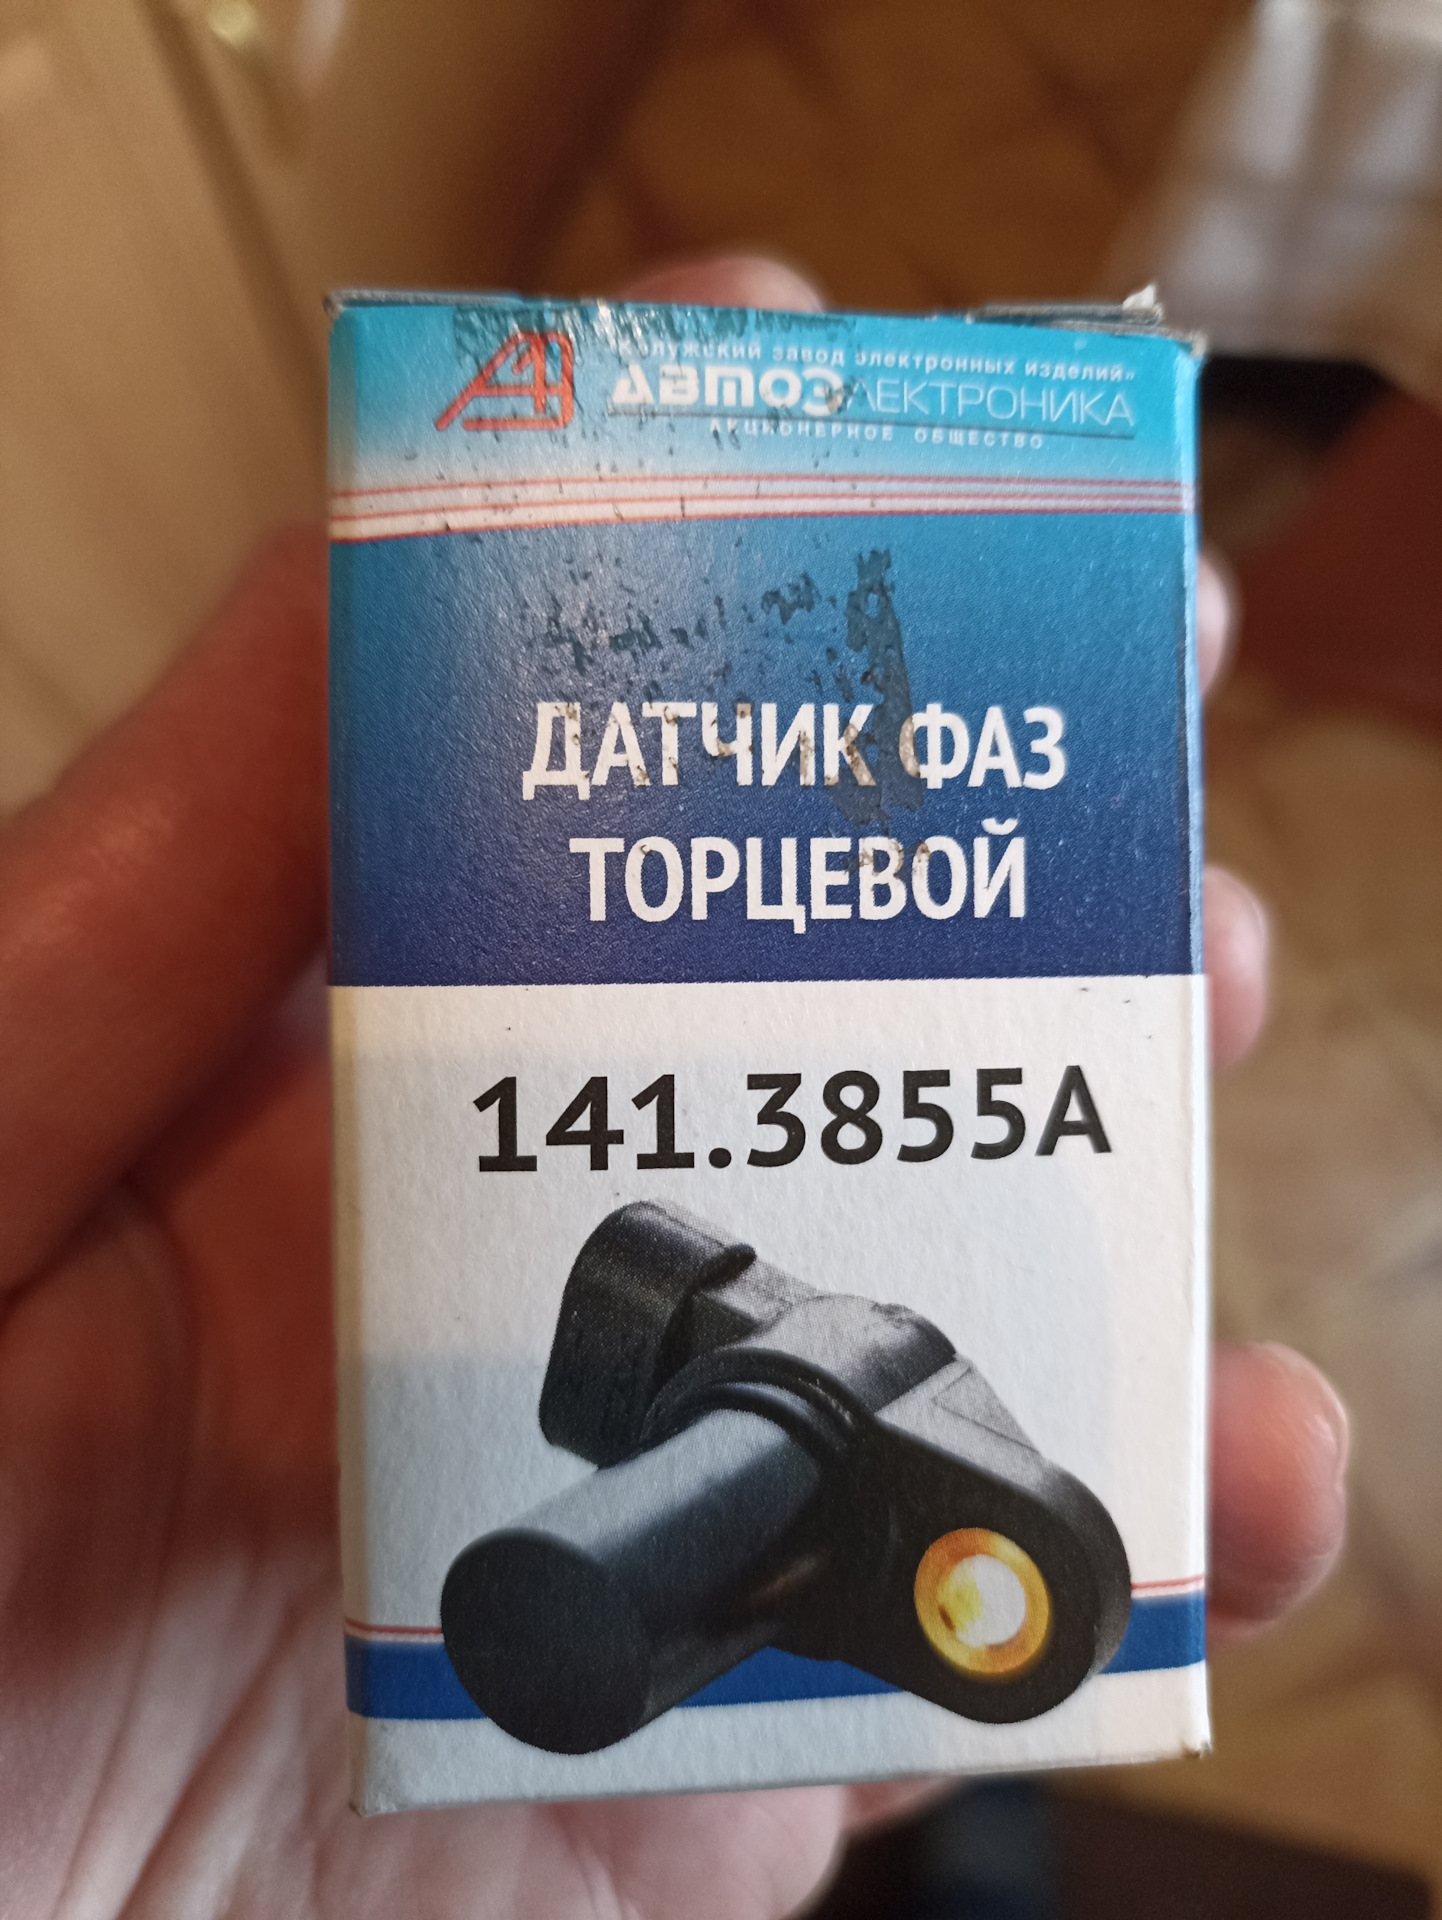 «Калужский завод электронных изделий»
АВТОЭЛЕКТРОНИКА
АКЦИОНЕРНОЕ ОБЩЕСТВО
ДАТЧИК ФАЗ
ТОРЦЕВОЙ
141.3855А